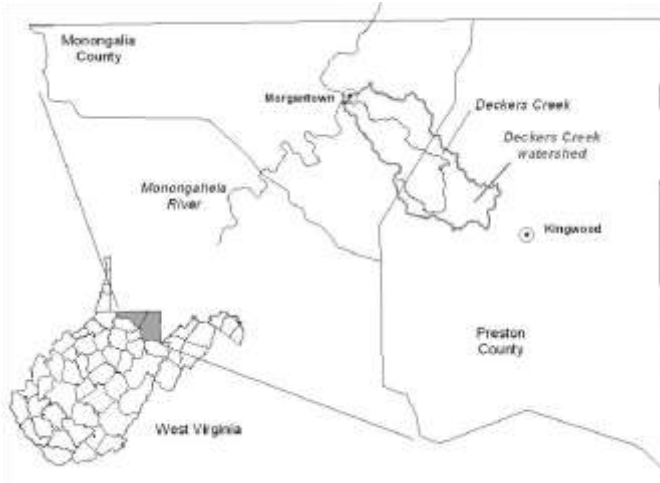 Monongalia
County
Morgantown
Deckers Creek
Deckers Creek
watershed
Monongahela
River
Kingwood
Preston
County
West Virginia